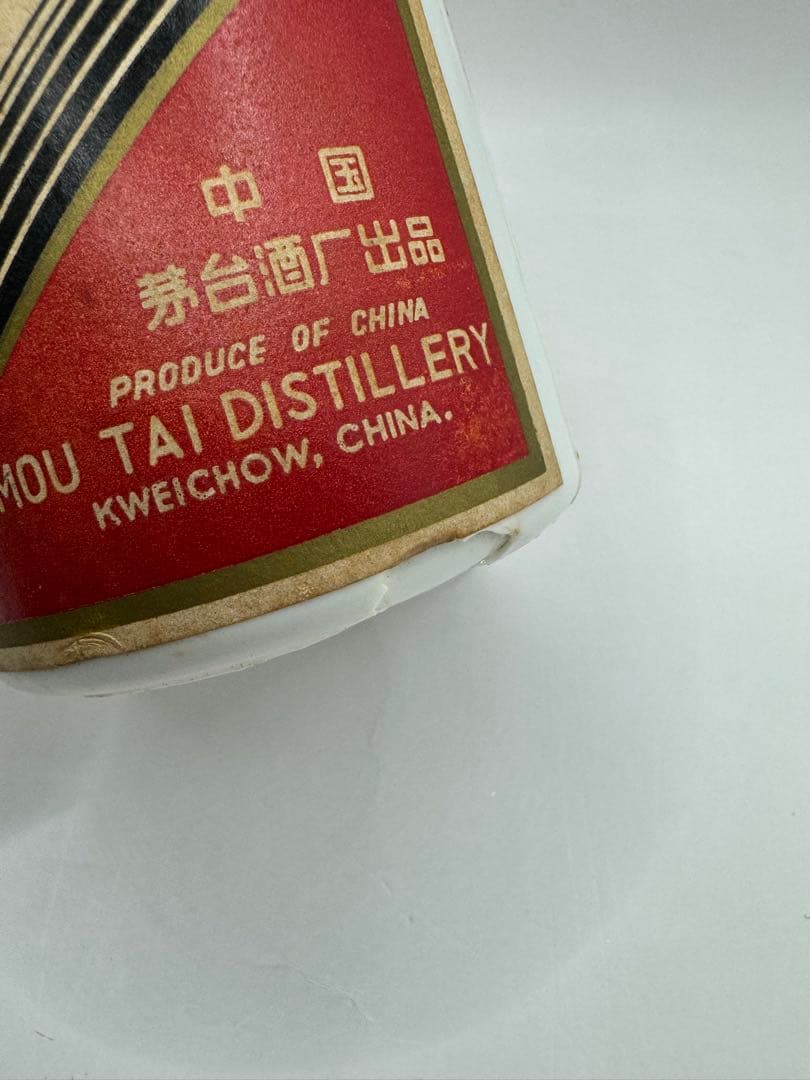 中国
茅台酒厂出品
PRODUCE OF CHINA
MOU TAI DISTILLERY
KWEICHOW, CHINA.